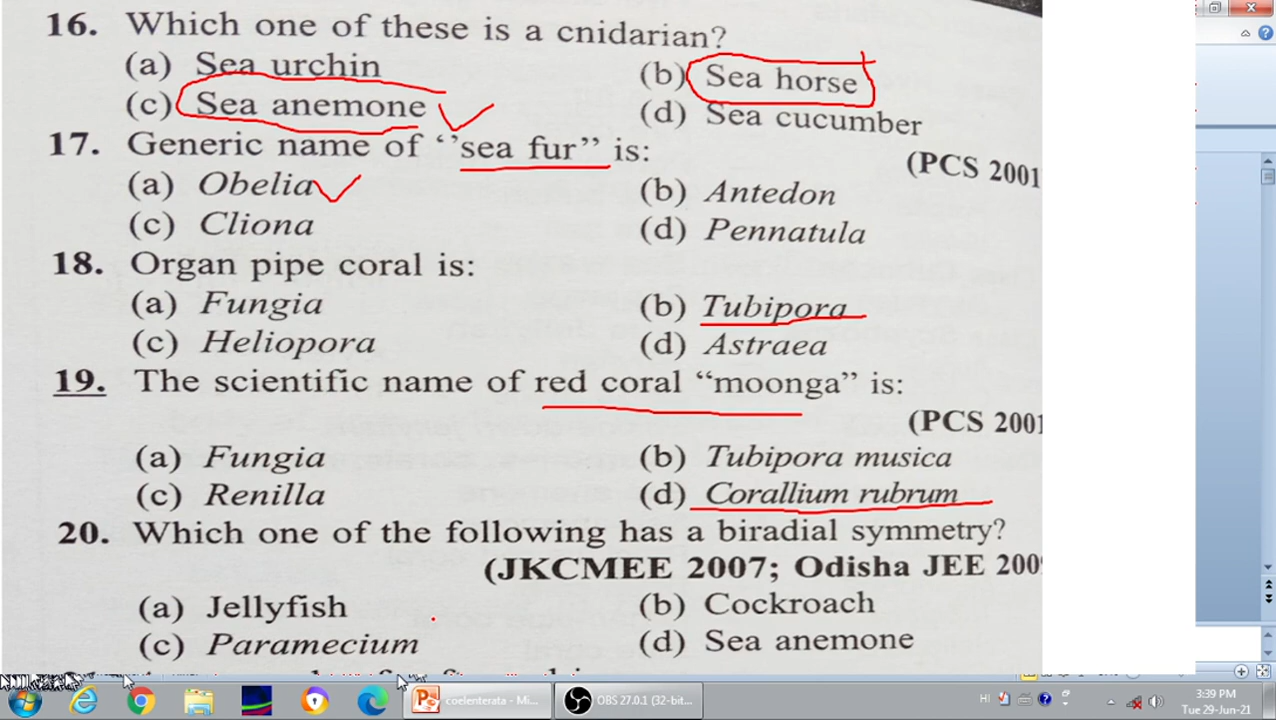 16. Which one of these is a cnidarian?
(a) Sea urchin (b) Sea horse
(c) Sea anemone (d) Sea cucumber
17. Generic name of ‘’sea fur” is:
(PCS 2001
(a) Obelia (b) Antedon
(c) Cliona (d) Pennatula
18. Organ pipe coral is:
(a) Fungia (b) Tubipora
(c) Heliopora (d) Astraea
19. The scientific name of red coral “moonga” is:
(PCS 2001
(a) Fungia (b) Tubipora musica
(c) Renilla (d) Corallium rubrum
20. Which one of the following has a biradial symmetry?
(JKCMEE 2007; Odisha JEE 200
(a) Jellyfish (b) Cockroach
(c) Paramecium (d) Sea anemone
coelenterata - Mi... OBS 27.0.1 (32-bit... HI 3:39 PM
Tue 29-Jun-21